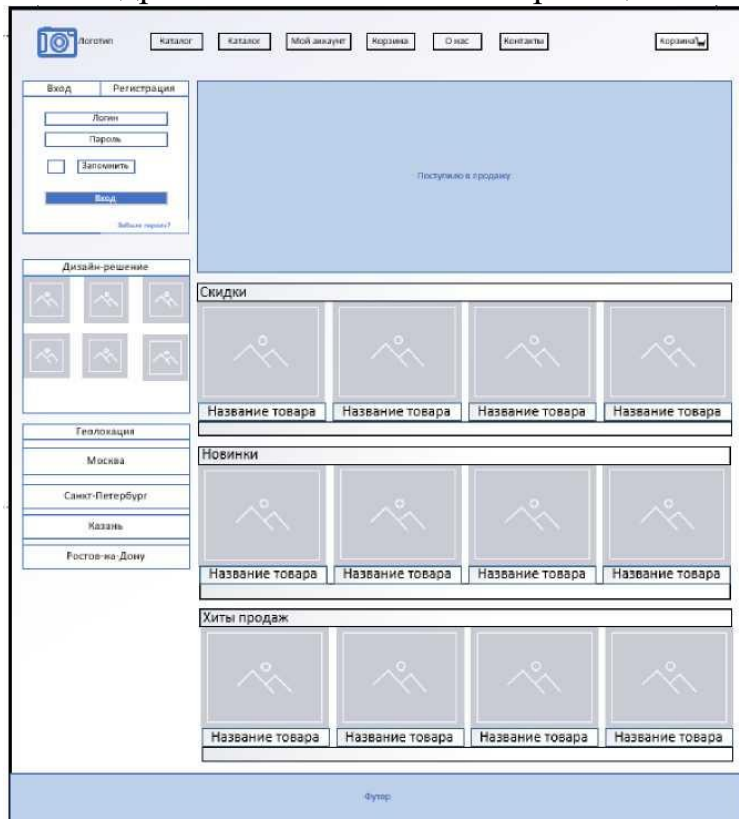 Логотип Каталог Каталог Мой аккаунт Корзина О нас Контакты Корзина
Вход Регистрация
Логин
Пароль
Запомнить
Вход
Забыли пароль?
Поступило в продажу
Дизайн-решение
Скидки
Название товара Название товара Название товара Название товара
Геолокация
Москва
Санкт-Петербург
Казань
Ростов-на-Дону
Новинки
Название товара Название товара Название товара Название товара
Хиты продаж
Название товара Название товара Название товара Название товара
Футер